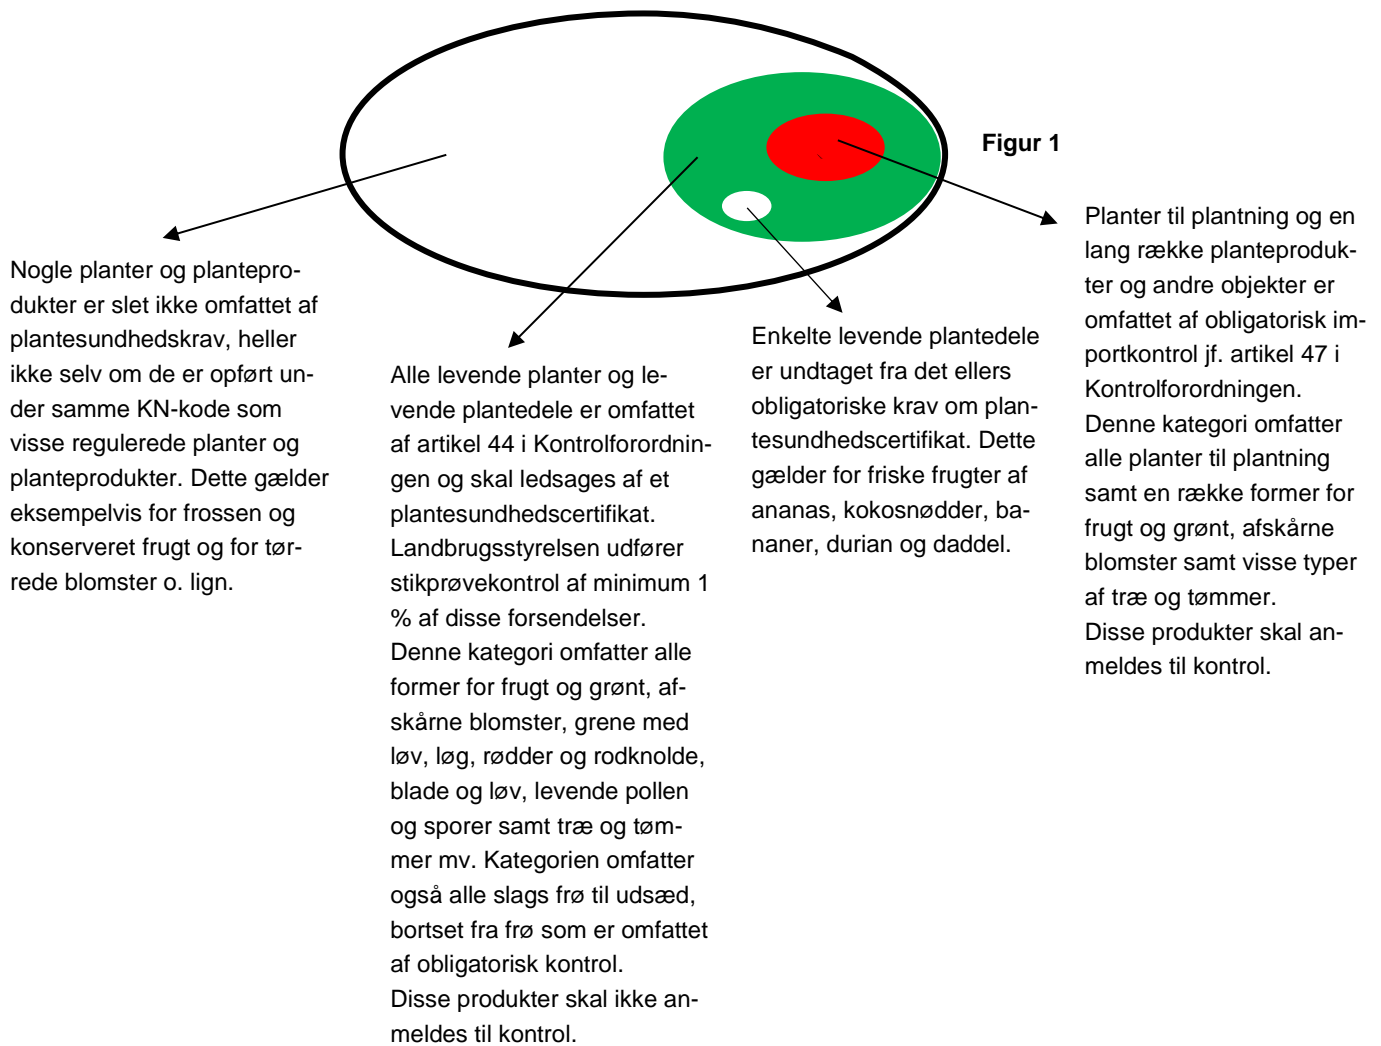 Figur 1
Nogle planter og plantepro-
dukter er slet ikke omfattet af
plantesundhedskrav, heller
ikke selv om de er opført un-
der samme KN-kode som
visse regulerede planter og
planteprodukter. Dette gælder
eksempelvis for frossen og
konserveret frugt og for tør-
rede blomster o. lign.
Alle levende planter og le-
vende plantedele er omfattet
af artikel 44 i Kontrolforordnin-
gen og skal ledsages af et
plantesundhedscertifikat.
Landbrugsstyrelsen udfører
stikprøvekontrol af minimum 1
% af disse forsendelser.
Denne kategori omfatter alle
former for frugt og grønt, af-
skårne blomster, grene med
løv, løg, rødder og rodknolde,
blade og løv, levende pollen
og sporer samt træ og tøm-
mer mv. Kategorien omfatter
også alle slags frø til udsæd,
bortset fra frø som er omfattet
af obligatorisk kontrol.
Disse produkter skal ikke an-
meldes til kontrol.
Enkelte levende plantedele
er undtaget fra det ellers
obligatoriske krav om plan-
tesundhedscertifikat. Dette
gælder for friske frugter af
ananas, kokosnødder, ba-
naner, durian og daddel.
Planter til plantning og en
lang række planteproduk-
ter og andre objekter er
omfattet af obligatorisk im-
portkontrol jf. artikel 47 i
Kontrolforordningen.
Denne kategori omfatter
alle planter til plantning
samt en række former for
frugt og grønt, afskårne
blomster samt visse typer
af træ og tømmer.
Disse produkter skal an-
meldes til kontrol.